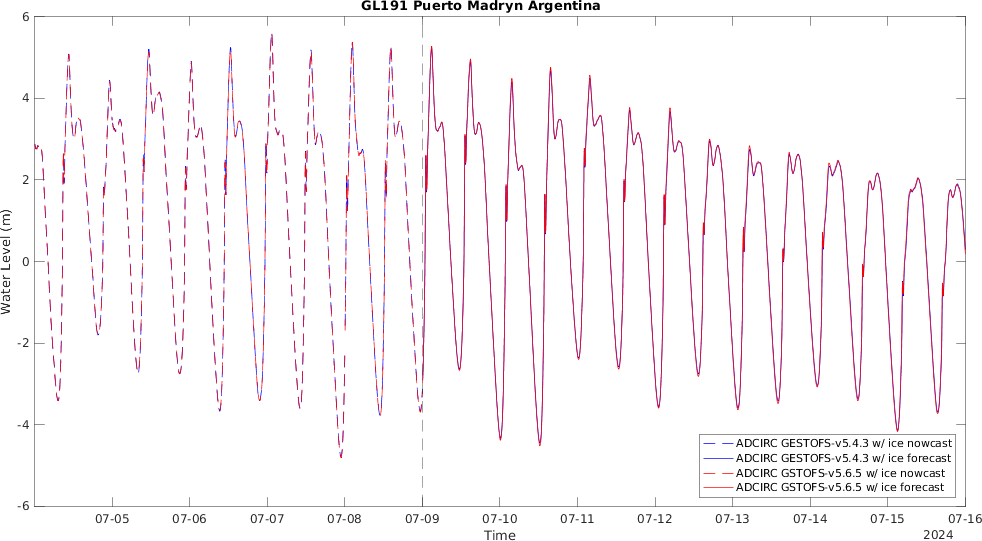 GL191 Puerto Madryn Argentina
6
4
2
0
-2
-4
-6
Water Level (m)
07-05 07-06 07-07 07-08 07-09 07-10 07-11 07-12 07-13 07-14 07-15 07-16
Time
2024
ADCIRC GESTOFS-v5.4.3 w/ ice nowcast
ADCIRC GESTOFS-v5.4.3 w/ ice forecast
ADCIRC GSTOFS-v5.6.5 w/ ice nowcast
ADCIRC GSTOFS-v5.6.5 w/ ice forecast